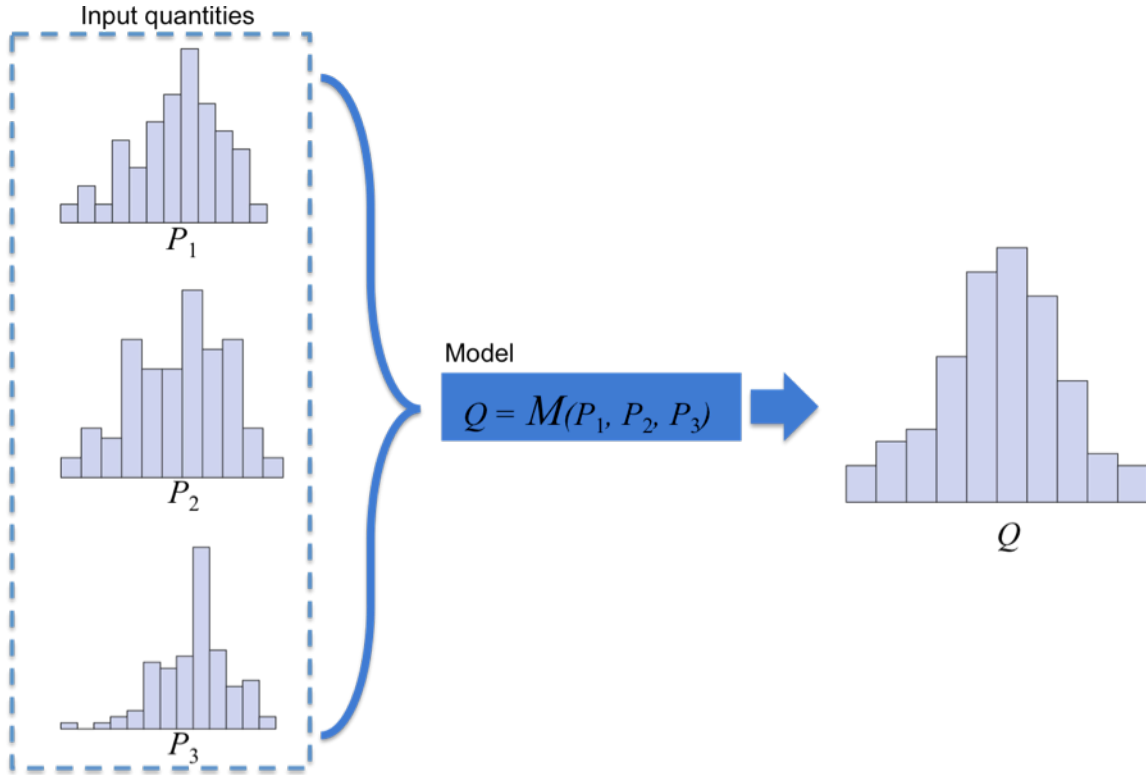 Input quantities
P₁
P₂
P₃
Model
Q = M(P₁, P₂, P₃)
Q